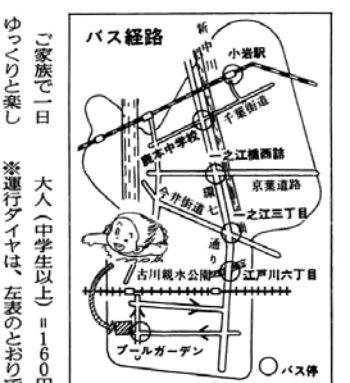 ご家族で一日
ゆっくりと楽し
大人(中学生以上)=160円
※運行ダイヤは、左表のとおりで
バス経路
新中川
小岩駅
千葉街道
鹿本中学校
一之江橋西詰
京葉道路
環七通り
今井街道
一之江三丁目
古川親水公園
江戸川六丁目
プールガーデン
○バス停